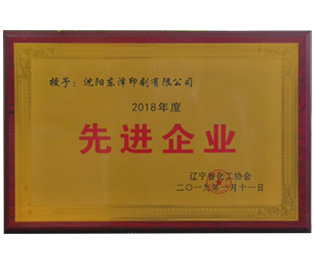 授予：沈阳东洋印刷有限公司
2018年度
先进企业
辽宁省化工协会
二〇一九年一月十一日